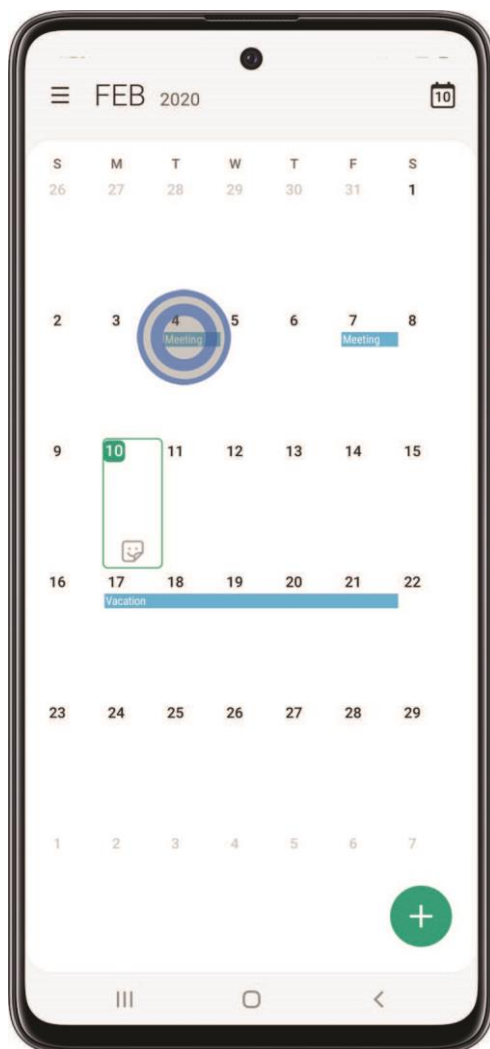 FEB 2020
10
S M T W T F S
26 27 28 29 30 31 1
2 3 4 5 6 7 8
Meeting Meeting
9 10 11 12 13 14 15
16 17 18 19 20 21 22
Vacation
23 24 25 26 27 28 29
1 2 3 4 5 6 7